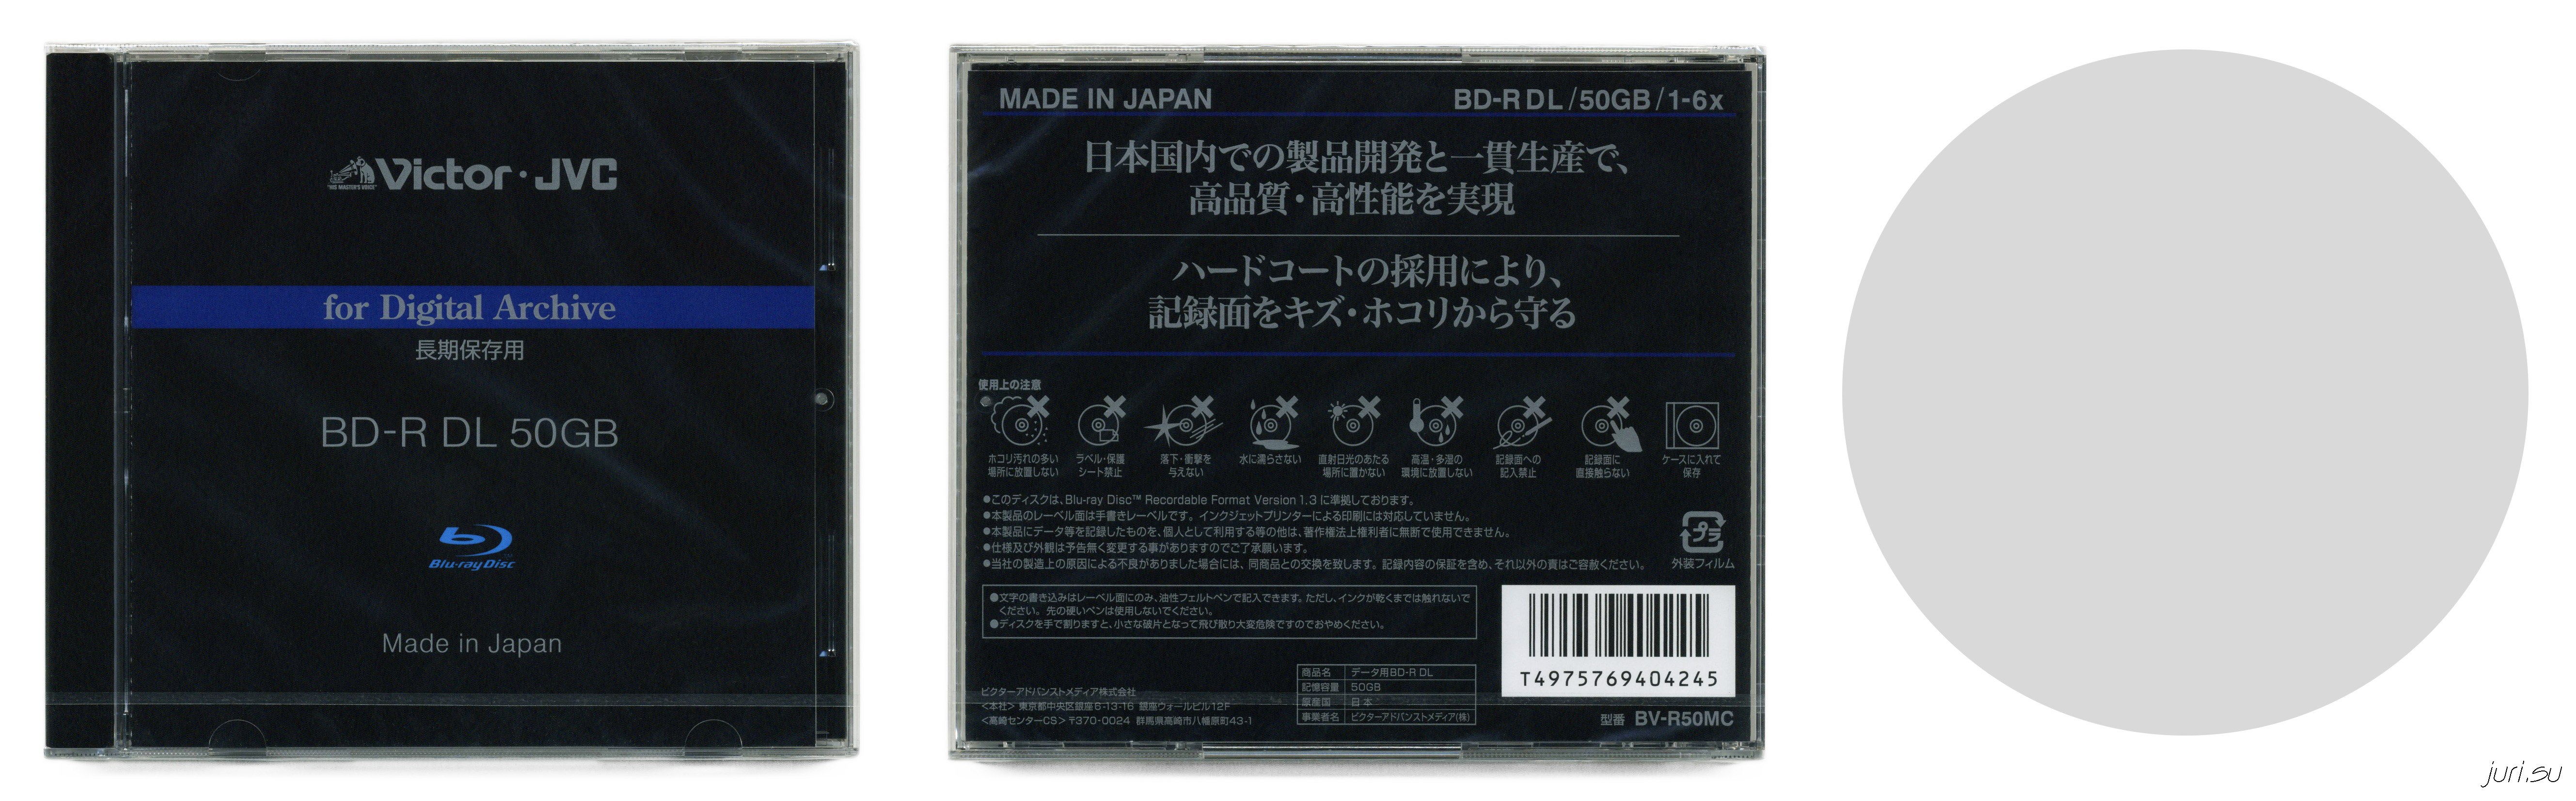 "HIS MASTER'S VOICE"
Victor・JVC
for Digital Archive
長期保存用
BD-R DL 50GB
Blu-ray Disc
Made in Japan
MADE IN JAPAN
BD-R DL/50GB/1-6x
日本国内での製品開発と一貫生産で、
高品質・高性能を実現
ハードコートの採用により、
記録面をキズ・ホコリから守る
使用上の注意
ホコリ汚れの多い
場所に放置しない
ラベル・保護
シート禁止
落下・衝撃を
与えない
水に濡らさない
直射日光のあたる
場所に置かない
高温・多湿の
環境に放置しない
記録面への
記入禁止
記録面に
直接触らない
ケースに入れて
保存
●このディスクは、Blu-ray Disc™ Recordable Format Version 1.3 に準拠しております。
●本製品のレーベル面は手書きレーベルです。インクジェットプリンターによる印刷には対応していません。
●本製品にデータ等を記録したものを、個人として利用する等の他は、著作権法上権利者に無断で使用できません。
●仕様及び外観は予告無く変更する事がありますのでご了承願います。
●当社の製造上の原因による不良がありました場合には、同商品との交換を致します。記録内容の保証を含め、それ以外の責はご容赦ください。
プラ
外装フィルム
●文字の書き込みはレーベル面にのみ、油性フェルトペンで記入できます。ただし、インクが乾くまでは触れないで
ください。先の硬いペンは使用しないでください。
●ディスクを手で割りますと、小さな破片となって飛び散り大変危険ですのでおやめください。
T4975769404245
ビクターアドバンストメディア株式会社
<本社> 東京都中央区銀座6-13-16 銀座ウォールビル12F
<高崎センターCS> 〒370-0024 群馬県高崎市八幡原町43-1
商品名 データ用BD-R DL
記憶容量 50GB
原産国 日本
事業者名 ビクターアドバンストメディア(株)
型番 BV-R50MC
juri.su